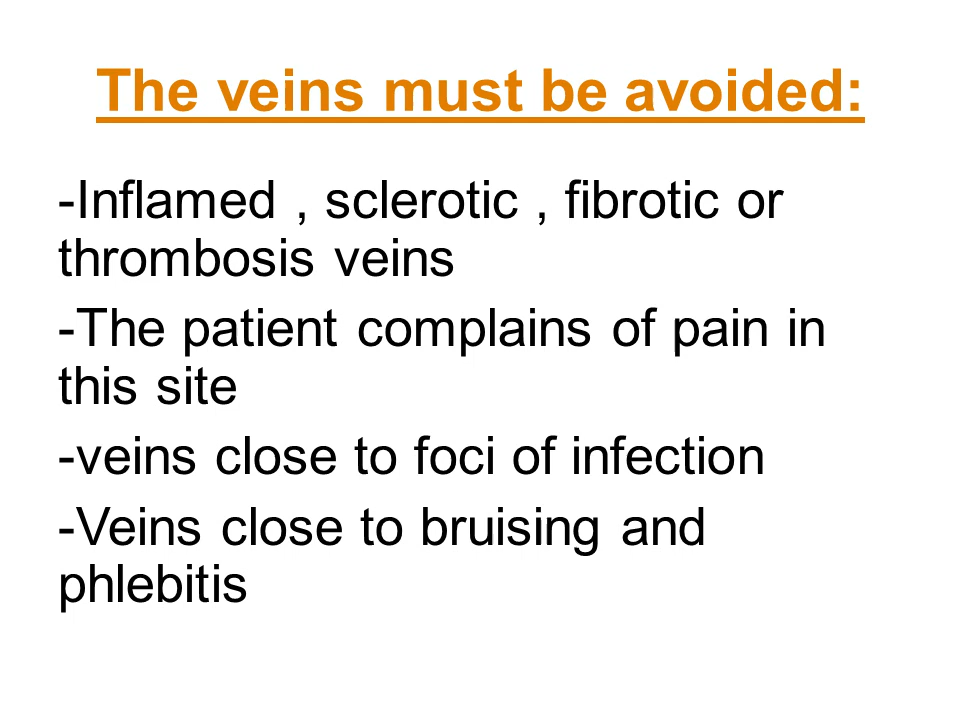 The veins must be avoided:
-Inflamed , sclerotic , fibrotic or
thrombosis veins
-The patient complains of pain in
this site
-veins close to foci of infection
-Veins close to bruising and
phlebitis